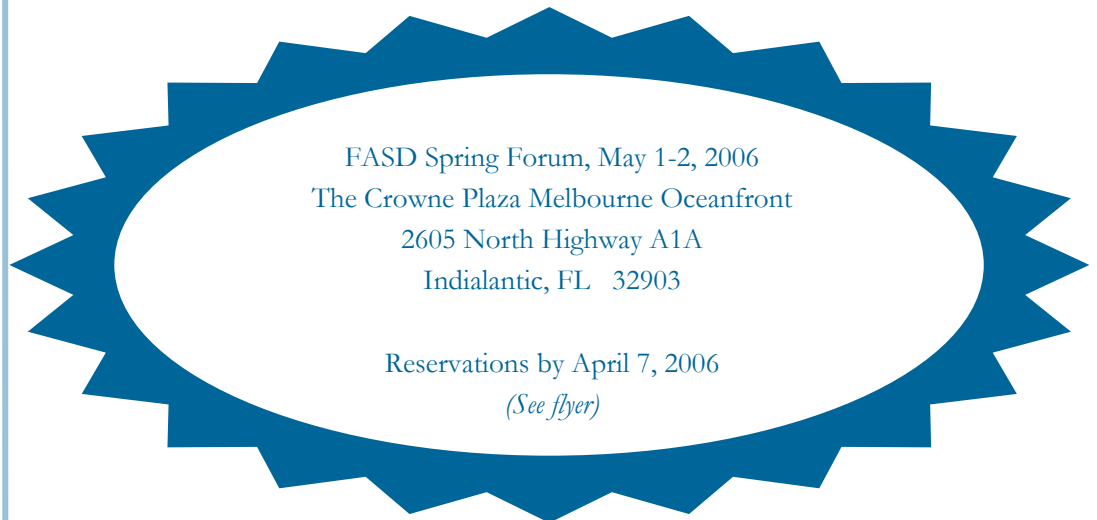 FASD Spring Forum, May 1-2, 2006
The Crowne Plaza Melbourne Oceanfront
2605 North Highway A1A
Indialantic, FL   32903
Reservations by April 7, 2006
(See flyer)